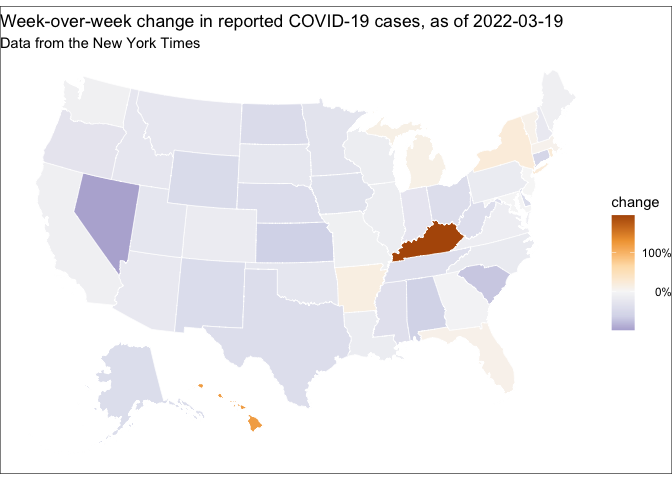 Week-over-week change in reported COVID-19 cases, as of 2022-03-19
Data from the New York Times
change
100%
0%